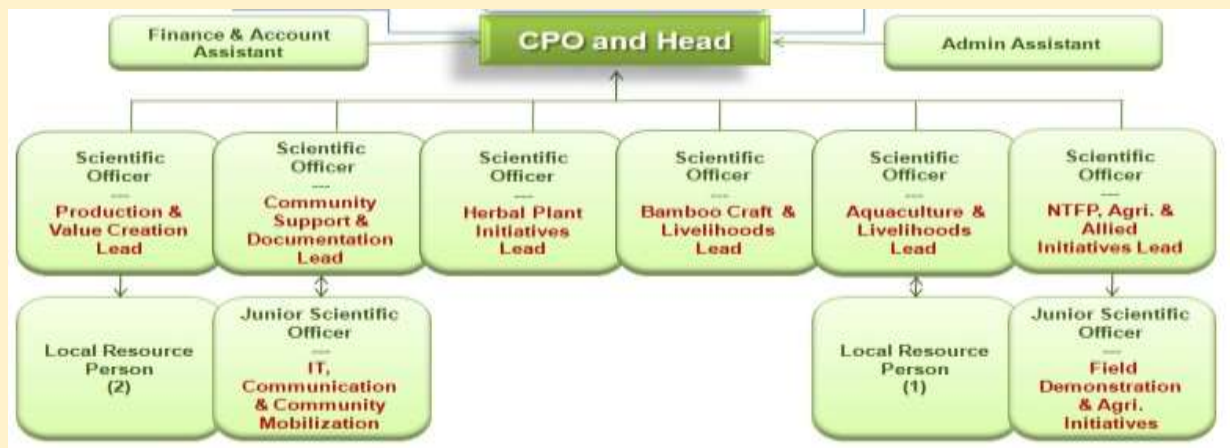 Finance & Account
Assistant
CPO and Head
Admin Assistant
Scientific
Officer
---
Production &
Value Creation
Lead
Scientific
Officer
---
Community
Support &
Documentation
Lead
Scientific
Officer
---
Herbal Plant
Initiatives
Lead
Scientific
Officer
---
Bamboo Craft &
Livelihoods
Lead
Scientific
Officer
---
Aquaculture &
Livelihoods
Lead
Scientific
Officer
---
NTFP, Agri. &
Allied
Initiatives Lead
Local Resource
Person
(2)
Junior Scientific
Officer
---
IT,
Communication
& Community
Mobilization
Local Resource
Person
(1)
Junior Scientific
Officer
---
Field
Demonstration
& Agri.
Initiatives